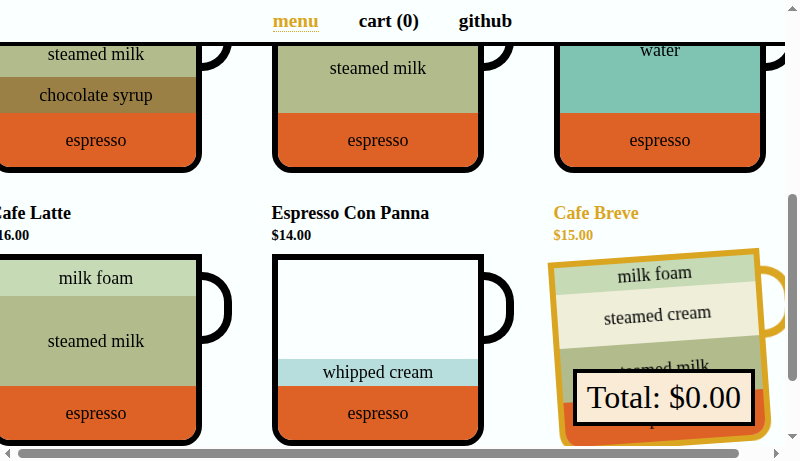 menu cart (0) github
steamed milk
chocolate syrup
espresso
steamed milk
espresso
water
espresso
Cafe Latte
$16.00
milk foam
steamed milk
espresso
Espresso Con Panna
$14.00
whipped cream
espresso
Cafe Breve
$15.00
milk foam
steamed cream
steamed milk
Total: $0.00